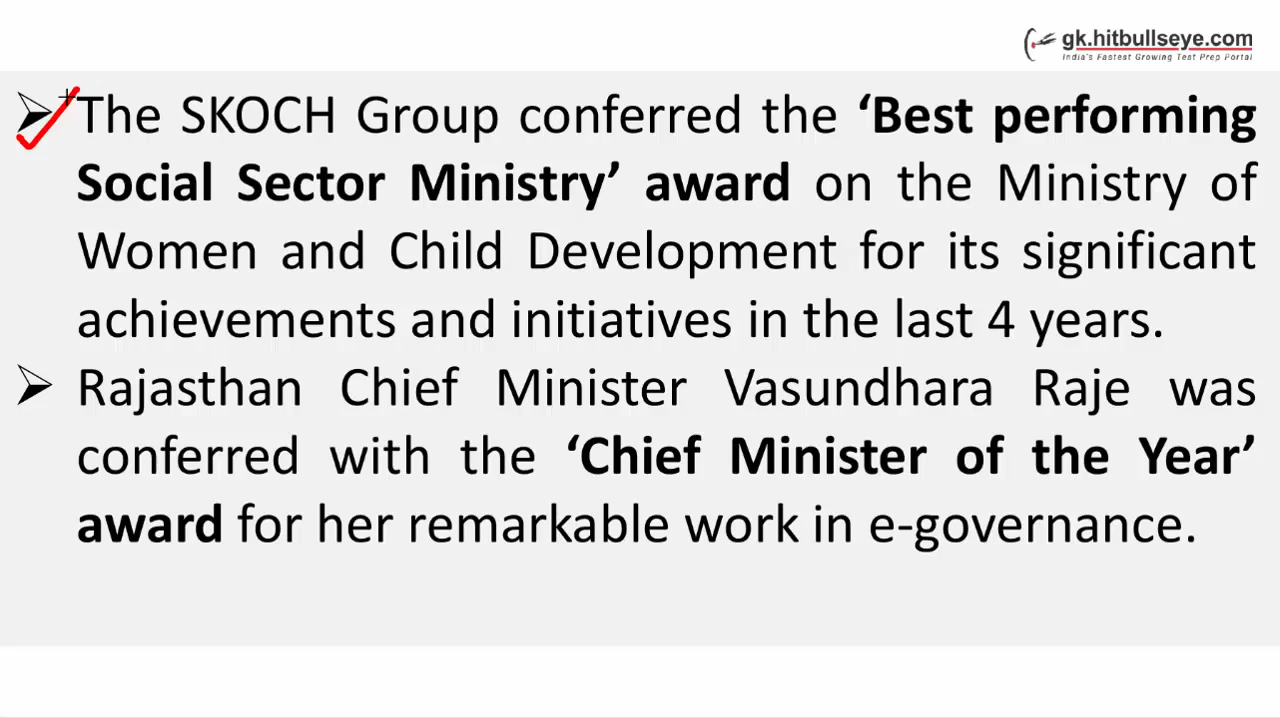 gk.hitbullseye.com
India's Fastest Growing Test Prep Portal
➢ The SKOCH Group conferred the ‘Best performing
Social Sector Ministry’ award on the Ministry of
Women and Child Development for its significant
achievements and initiatives in the last 4 years.
➢ Rajasthan Chief Minister Vasundhara Raje was
conferred with the ‘Chief Minister of the Year’
award for her remarkable work in e-governance.